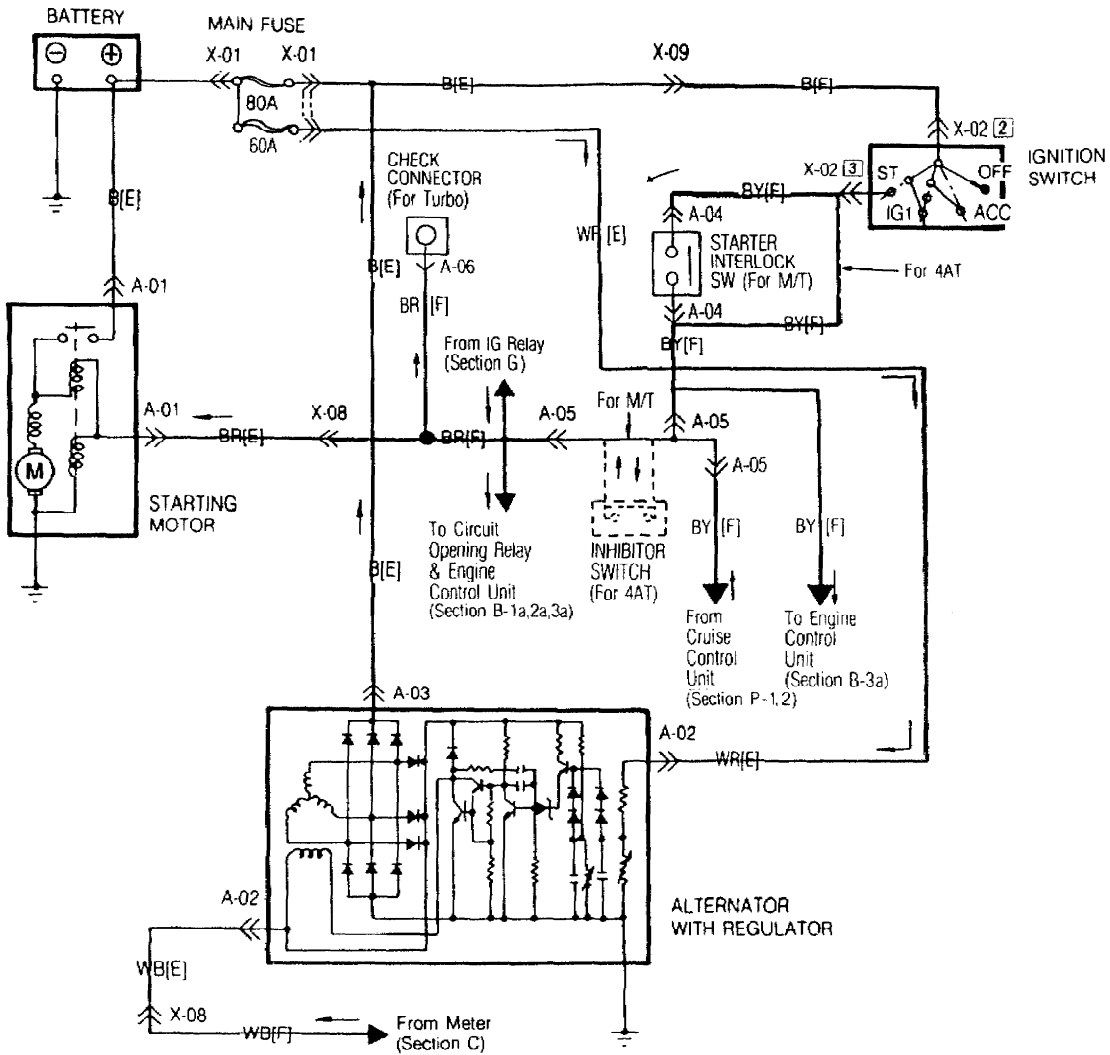 BATTERY
MAIN FUSE
X-01
X-01
80A
60A
X-09
B[E]
B[F]
X-02 [2]
X-02 [3]
IGNITION
SWITCH
ST
OFF
IG1
ACC
CHECK
CONNECTOR
(For Turbo)
BY[F]
A-04
B[E]
WR [E]
STARTER
INTERLOCK
SW (For M/T)
For 4AT
B[E]
A-06
A-01
BR [F]
A-04
BY[F]
BY[F]
From IG Relay
(Section G)
For M/T
A-01
X-08
A-05
A-05
BR[E]
BR[F]
A-05
M
STARTING
MOTOR
To Circuit
Opening Relay
& Engine
Control Unit
(Section B-1a,2a,3a)
INHIBITOR
SWITCH
(For 4AT)
BY [F]
BY [F]
B[E]
From
Cruise
Control
Unit
(Section P-1,2)
To Engine
Control
Unit
(Section B-3a)
A-03
A-02
WR[E]
A-02
ALTERNATOR
WITH REGULATOR
WB[E]
X-08
WB[F]
From Meter
(Section C)